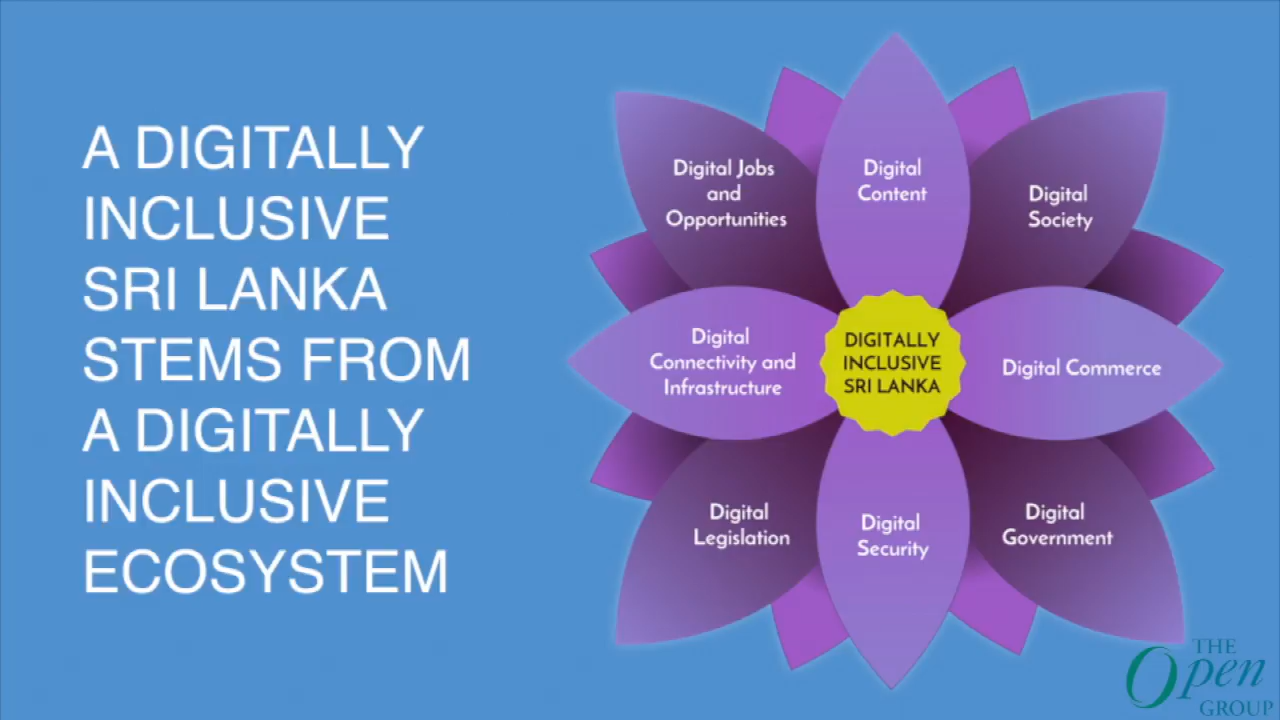 A DIGITALLY
INCLUSIVE
SRI LANKA
STEMS FROM
A DIGITALLY
INCLUSIVE
ECOSYSTEM
Digital Jobs
and
Opportunities
Digital
Content
Digital
Society
Digital
Connectivity and
Infrastructure
DIGITALLY
INCLUSIVE
SRI LANKA
Digital Commerce
Digital
Legislation
Digital
Security
Digital
Government
THE
Open
GROUP